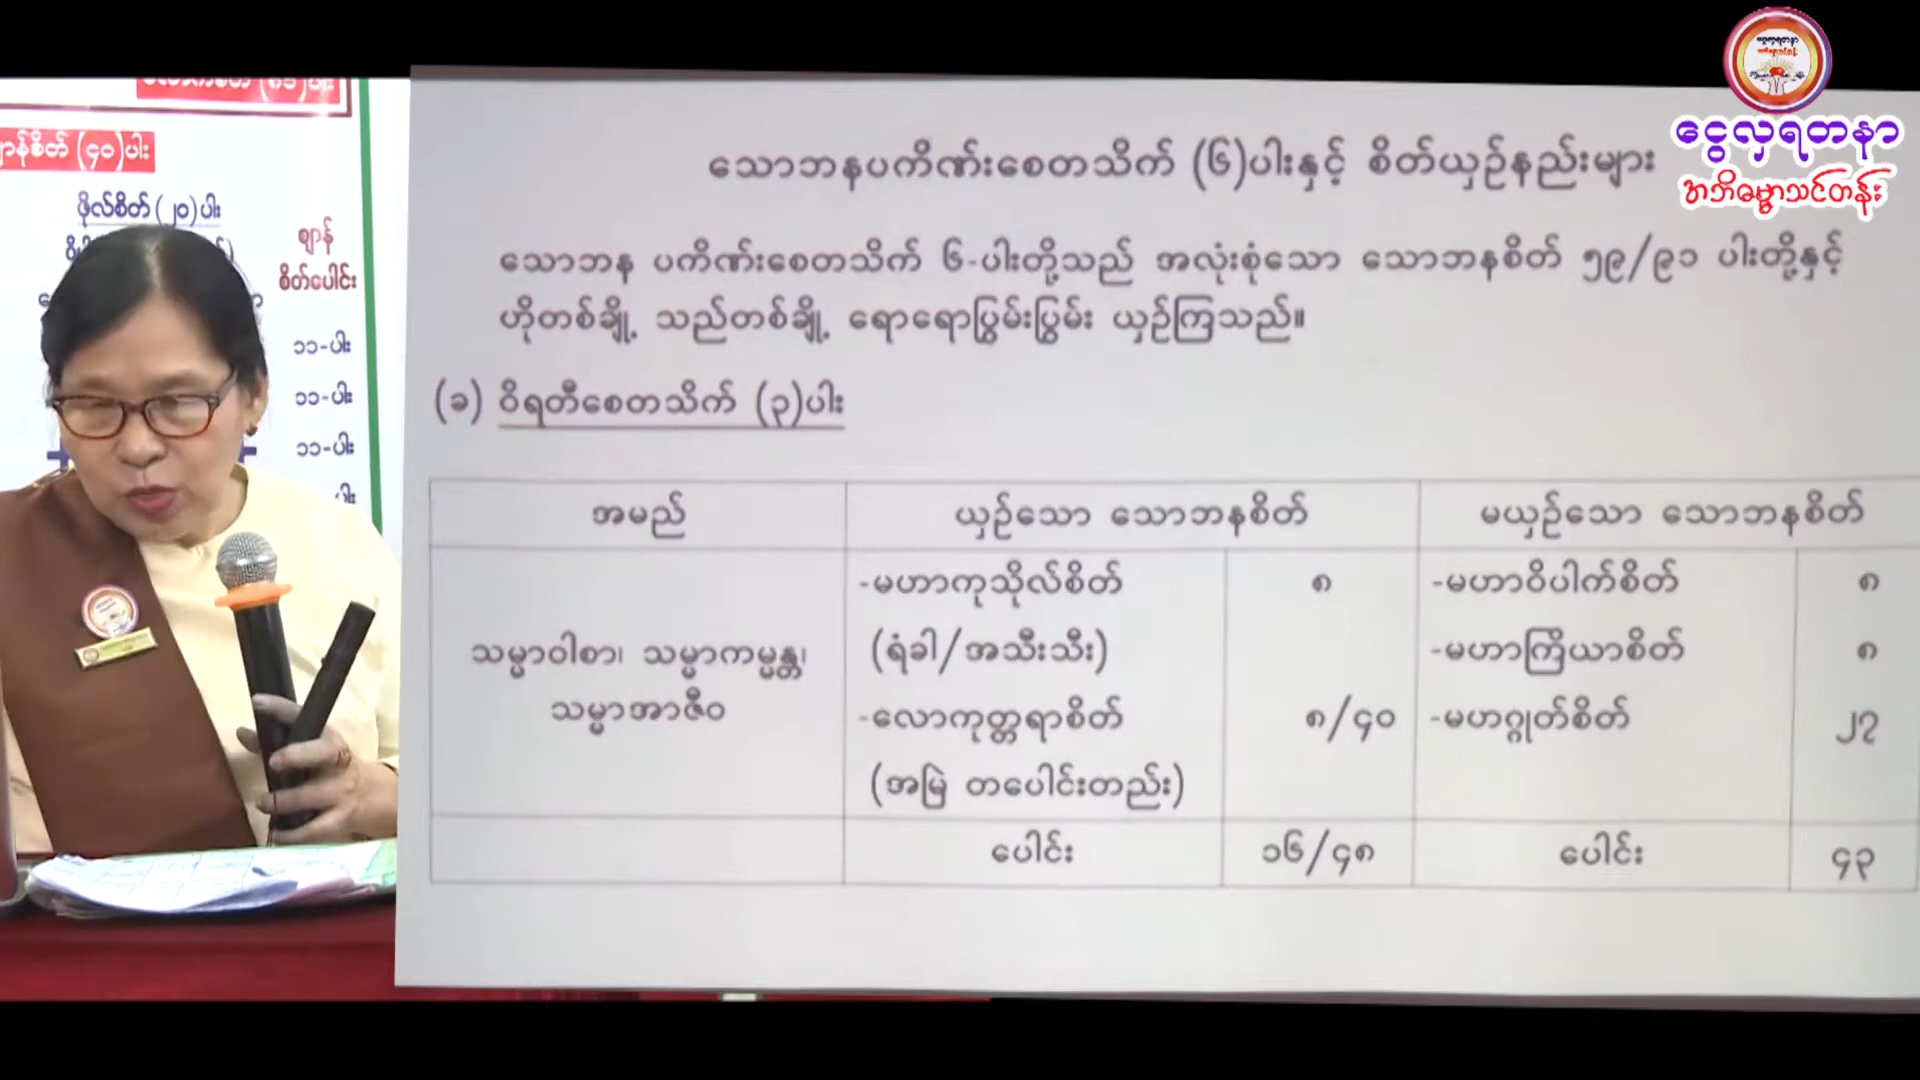 ငွေလှရတနာ
အဘိဓမ္မာသင်တန်း
(၄၀)ပါး
ဖိုလ်စိတ် (၂၀)ပါး
ဈာန်
စိတ်ပေါင်း
၁၁-ပါး
၁၁-ပါး
၁၁-ပါး
သောဘနပကိဏ်းစေတသိက် (၆)ပါးနှင့် စိတ်ယှဉ်နည်းများ
သောဘန ပကိဏ်းစေတသိက် ၆-ပါးတို့သည် အလုံးစုံသော သောဘနစိတ် ၅၉/၉၁ ပါးတို့နှင့်
ဟိုတစ်ချို့ သည်တစ်ချို့ ရောရောပြွမ်းပြွမ်း ယှဉ်ကြသည်။
(ခ) ဝိရတီစေတသိက် (၃)ပါး
အမည် ယှဉ်သော သောဘနစိတ် မယှဉ်သော သောဘနစိတ်
-မဟာကုသိုလ်စိတ် ၈ -မဟာဝိပါက်စိတ် ၈
သမ္မာဝါစာ၊ သမ္မာကမ္မန္တ၊ (ရံခါ/အသီးသီး) -မဟာကြိယာစိတ် ၈
သမ္မာအာဇီဝ -လောကုတ္တရာစိတ် ၈/၄၀ -မဟဂ္ဂုတ်စိတ် ၂၇
(အမြဲ တပေါင်းတည်း)
ပေါင်း ၁၆/၄၈ ပေါင်း ၄၃